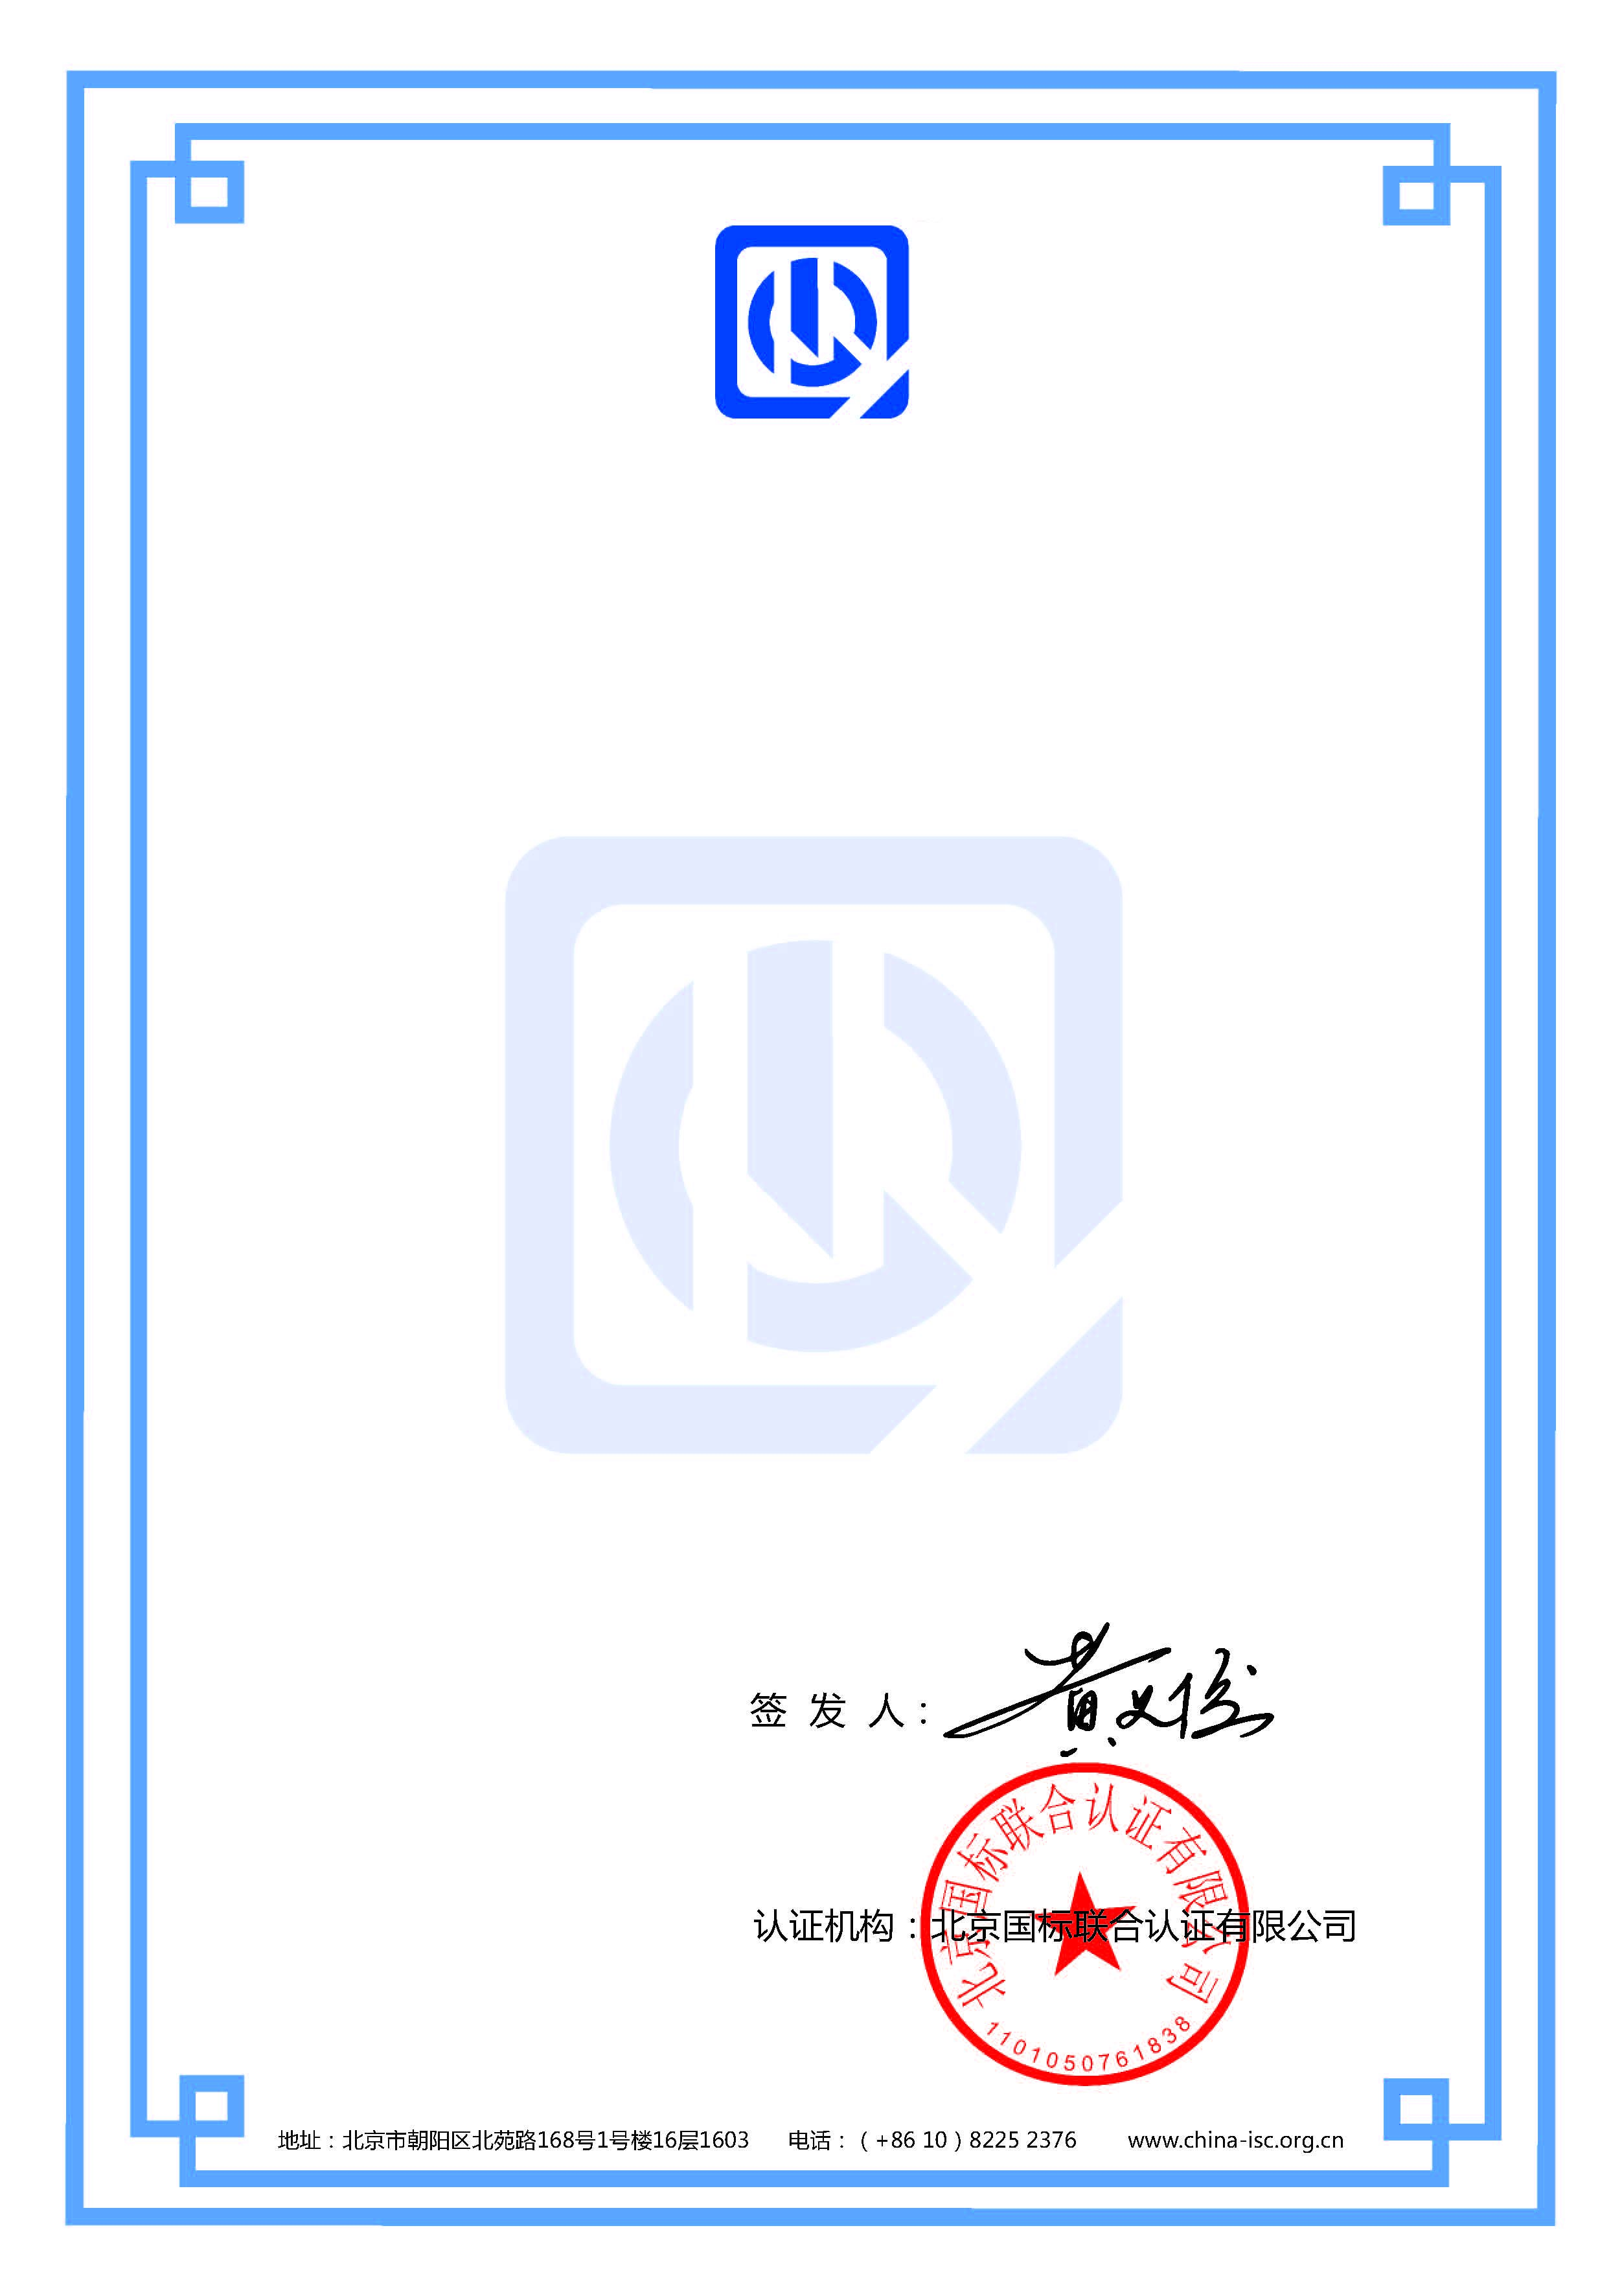 签 发 人：
黄文俊
北京国标联合认证有限公司
认证机构：北京国标联合认证有限公司
1101050761838
地址：北京市朝阳区北苑路168号1号楼16层1603 电话：（+86 10）8225 2376 www.china-isc.org.cn